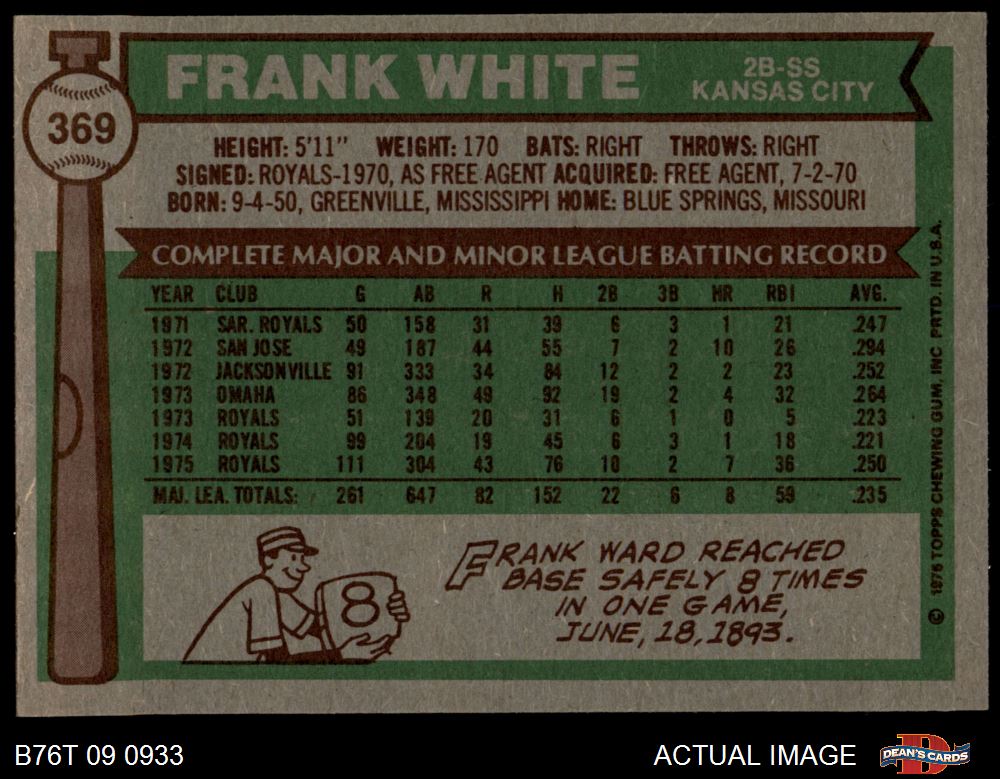 369
FRANK WHITE
2B-SS
KANSAS CITY
HEIGHT: 5'11" WEIGHT: 170 BATS: RIGHT THROWS: RIGHT
SIGNED: ROYALS-1970, AS FREE AGENT ACQUIRED: FREE AGENT, 7-2-70
BORN: 9-4-50, GREENVILLE, MISSISSIPPI HOME: BLUE SPRINGS, MISSOURI
COMPLETE MAJOR AND MINOR LEAGUE BATTING RECORD
YEAR CLUB G AB R H 2B 3B HR RBI AVG.
1971 SAR. ROYALS 50 158 31 39 6 3 1 21 .247
1972 SAN JOSE 49 187 44 55 7 2 10 26 .294
1972 JACKSONVILLE 91 333 34 84 12 2 2 23 .252
1973 OMAHA 86 348 49 92 19 2 4 32 .264
1973 ROYALS 51 139 20 31 6 1 0 5 .223
1974 ROYALS 99 204 19 45 6 3 1 18 .221
1975 ROYALS 111 304 43 76 10 2 7 36 .250
MAJ. LEA. TOTALS: 261 647 82 152 22 6 8 59 .235
8
FRANK WARD REACHED
BASE SAFELY 8 TIMES
IN ONE GAME,
JUNE, 18, 1893.
© 1976 TOPPS CHEWING GUM, INC PRTD. IN U.S.A.
B76T 09 0933
ACTUAL IMAGE
DEAN'S CARDS